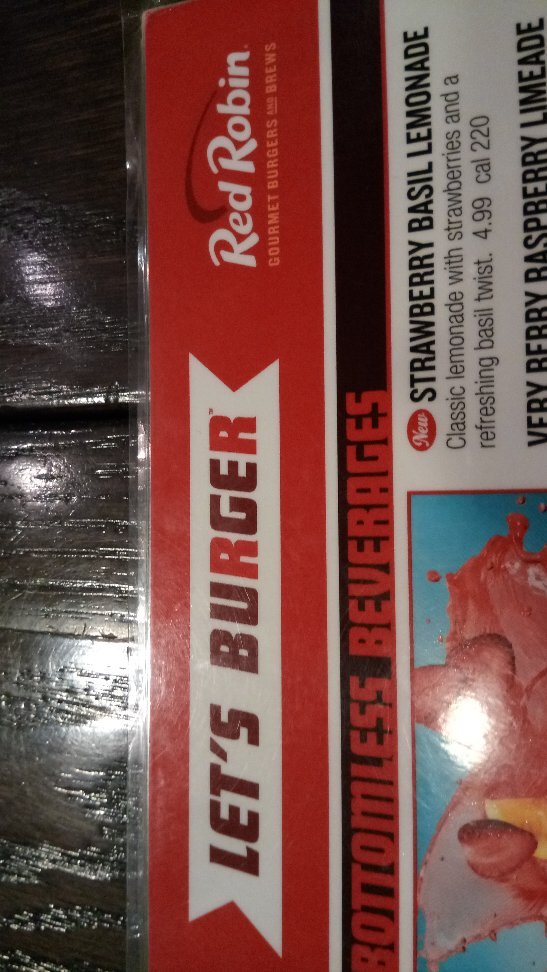 LET'S BURGER™
Red Robin®
GOURMET BURGERS AND BREWS
BOTTOMLESS BEVERAGES
New STRAWBERRY BASIL LEMONADE
Classic lemonade with strawberries and a
refreshing basil twist. 4.99 cal 220
VERY BERRY RASPBERRY LIMEADE